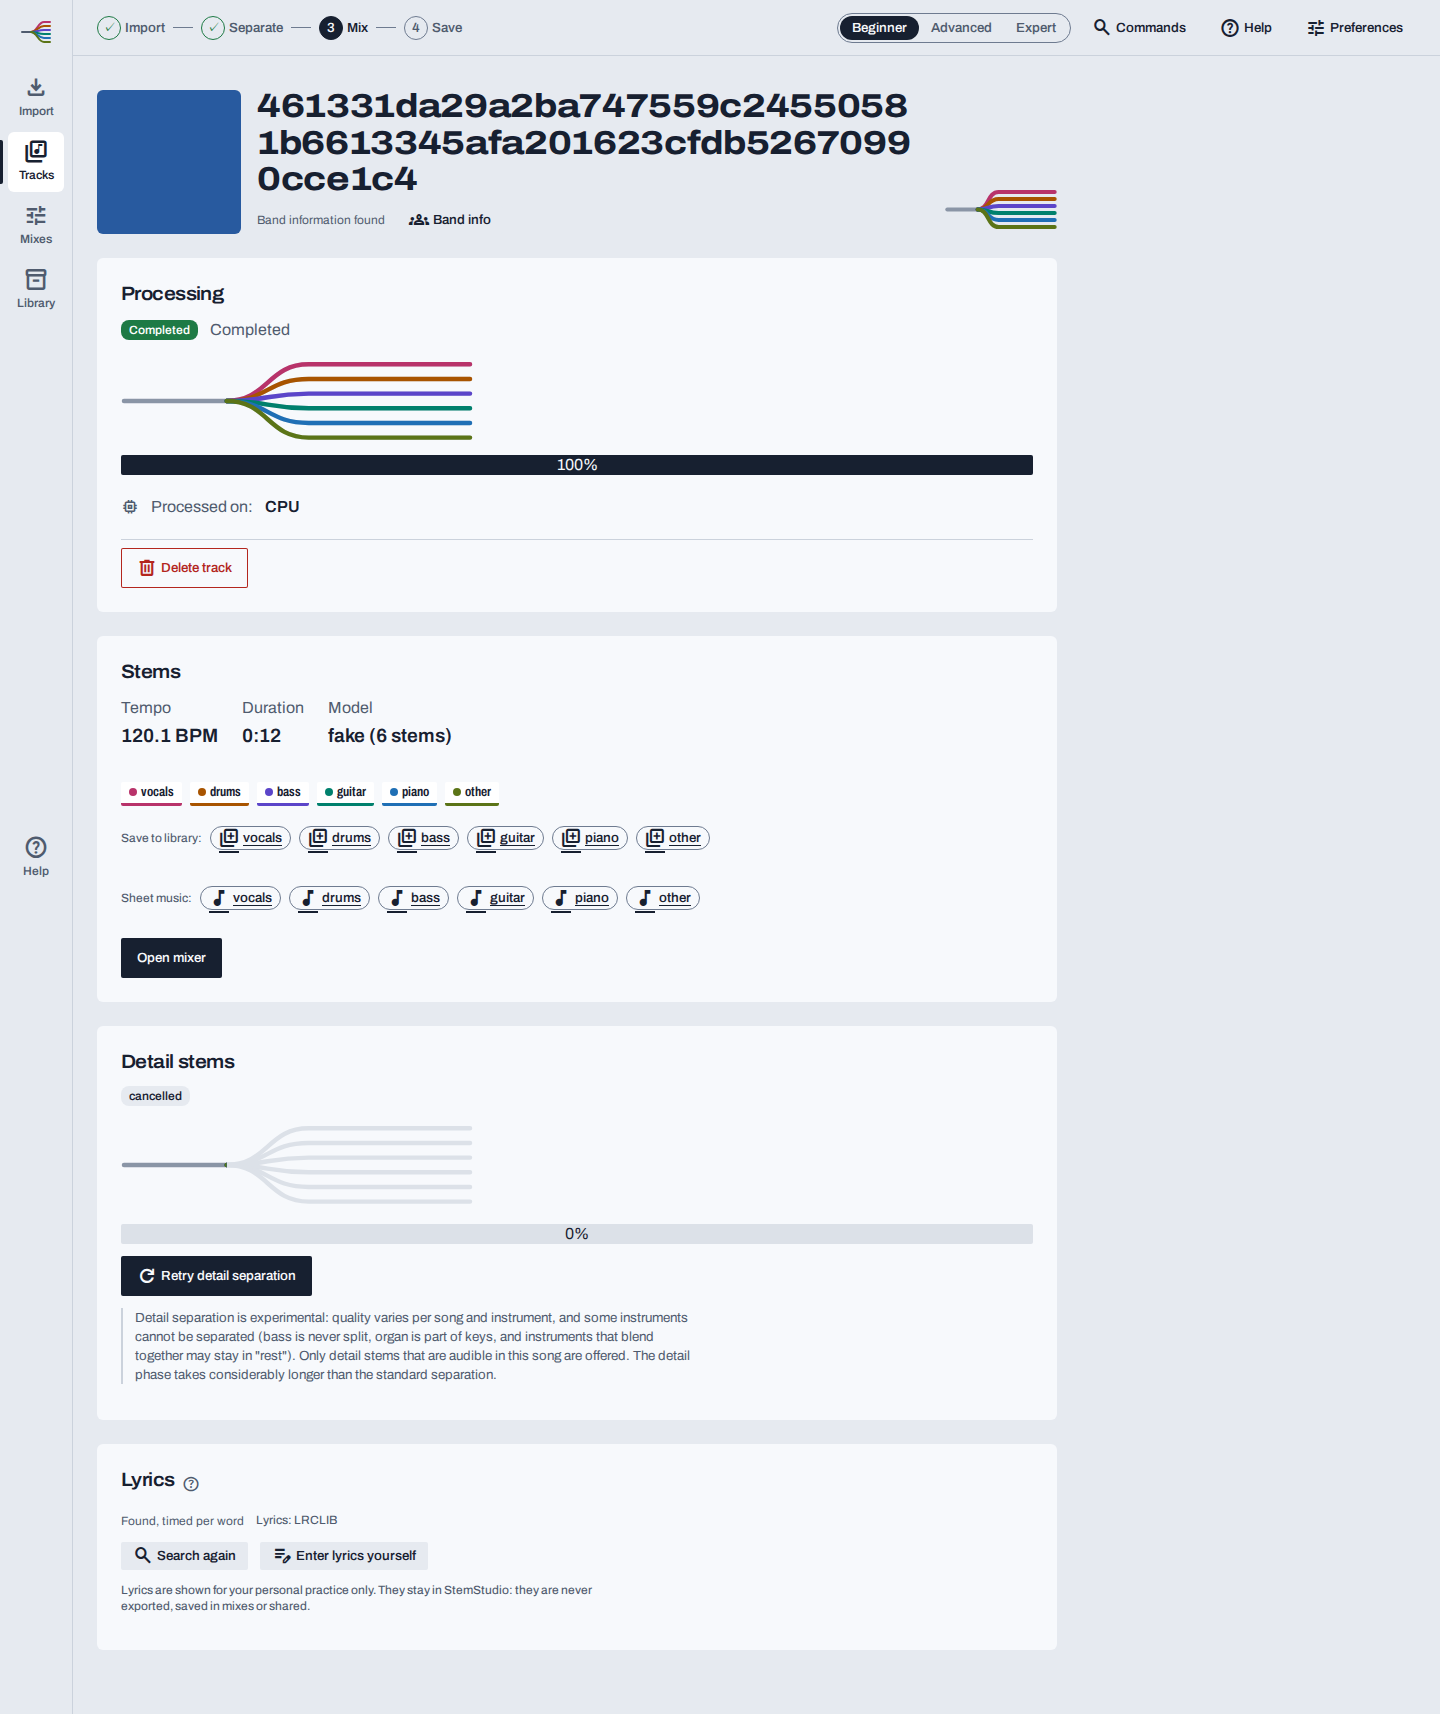 Import
Separate
3 Mix
4 Save
Beginner
Advanced
Expert
Commands
Help
Preferences
Import
Tracks
Mixes
Library
Help
461331da29a2ba747559c2455058
1b6613345afa201623cfdb5267099
0cce1c4
Band information found
Band info
Processing
Completed Completed
100%
Processed on: CPU
Delete track
Stems
Tempo Duration Model
120.1 BPM 0:12 fake (6 stems)
vocals drums bass guitar piano other
Save to library: vocals drums bass guitar piano other
Sheet music: vocals drums bass guitar piano other
Open mixer
Detail stems
cancelled
0%
Retry detail separation
Detail separation is experimental: quality varies per song and instrument, and some instruments
cannot be separated (bass is never split, organ is part of keys, and instruments that blend
together may stay in "rest"). Only detail stems that are audible in this song are offered. The detail
phase takes considerably longer than the standard separation.
Lyrics
Found, timed per word Lyrics: LRCLIB
Search again
Enter lyrics yourself
Lyrics are shown for your personal practice only. They stay in StemStudio: they are never
exported, saved in mixes or shared.